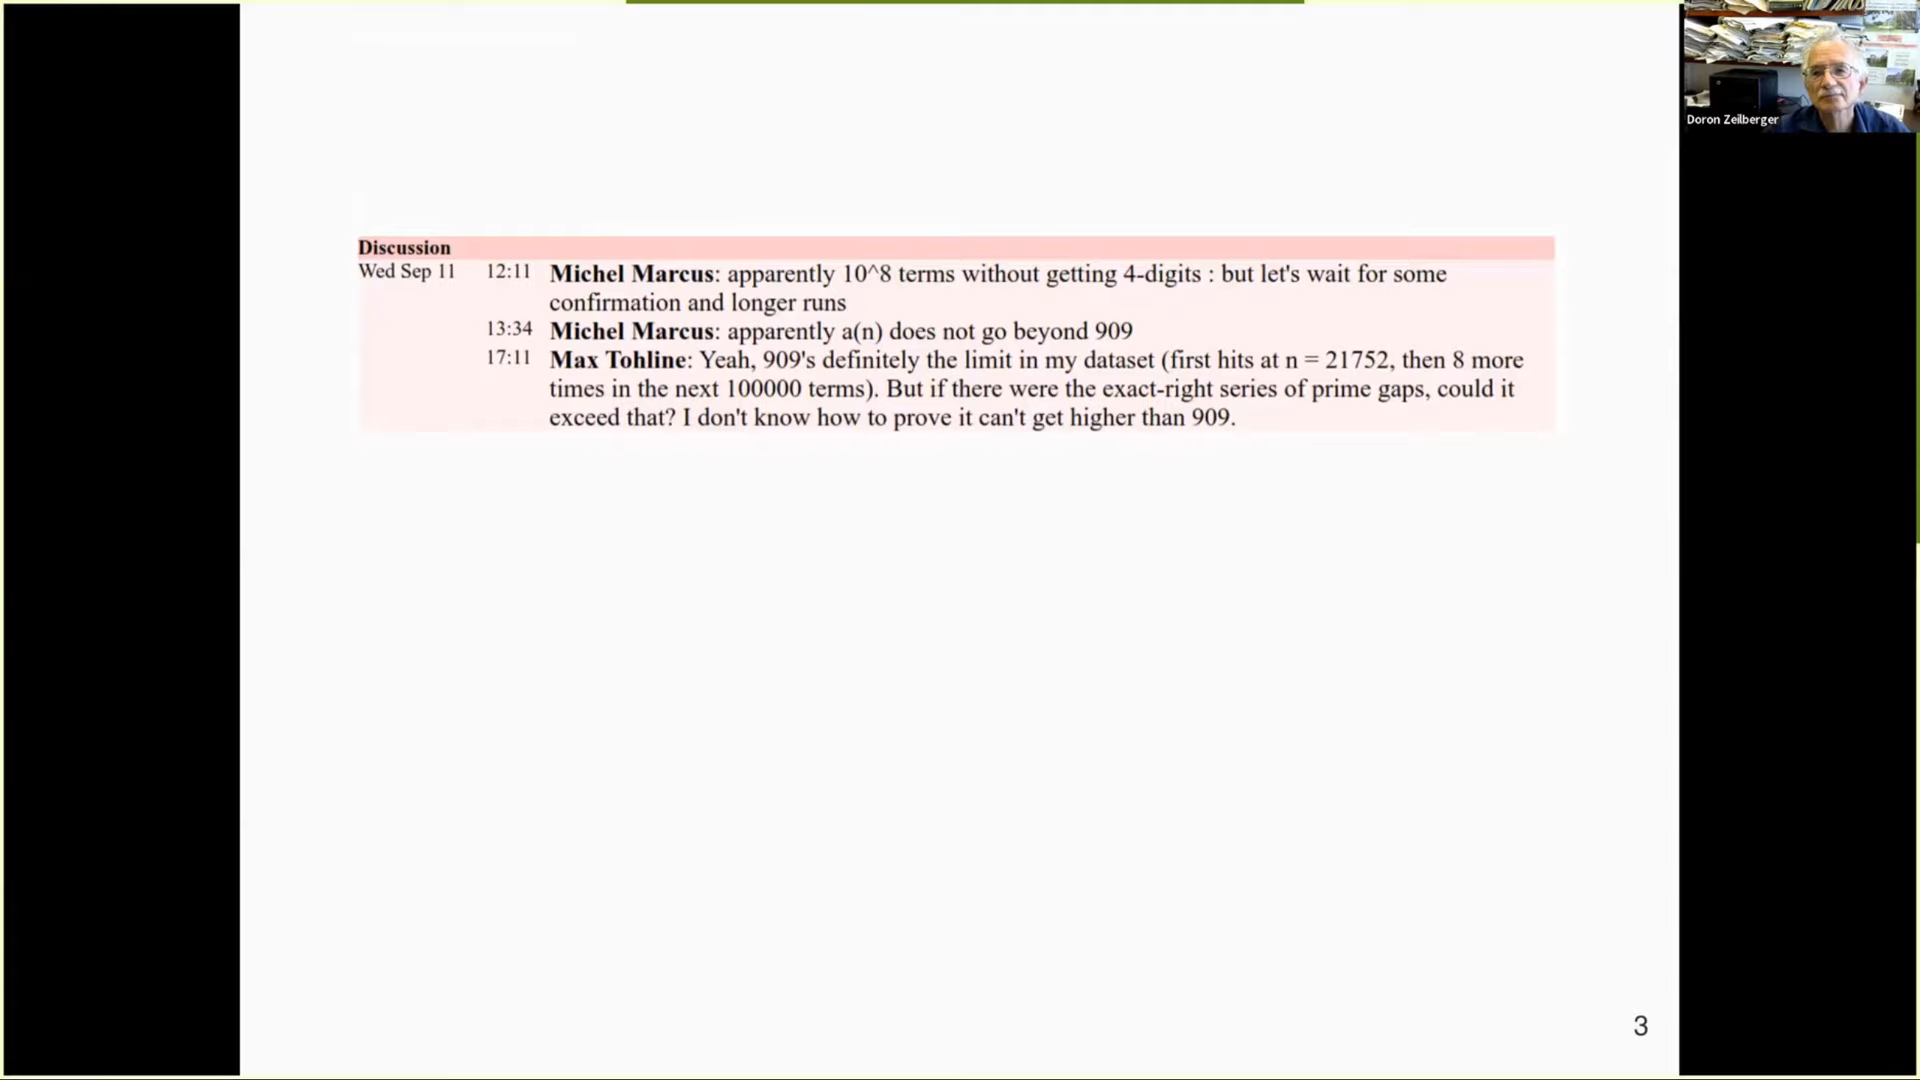 Doron Zeilberger
Discussion
Wed Sep 11 12:11 Michel Marcus: apparently 10^8 terms without getting 4-digits : but let's wait for some
confirmation and longer runs
13:34 Michel Marcus: apparently a(n) does not go beyond 909
17:11 Max Tohline: Yeah, 909's definitely the limit in my dataset (first hits at n = 21752, then 8 more
times in the next 100000 terms). But if there were the exact-right series of prime gaps, could it
exceed that? I don't know how to prove it can't get higher than 909.
3